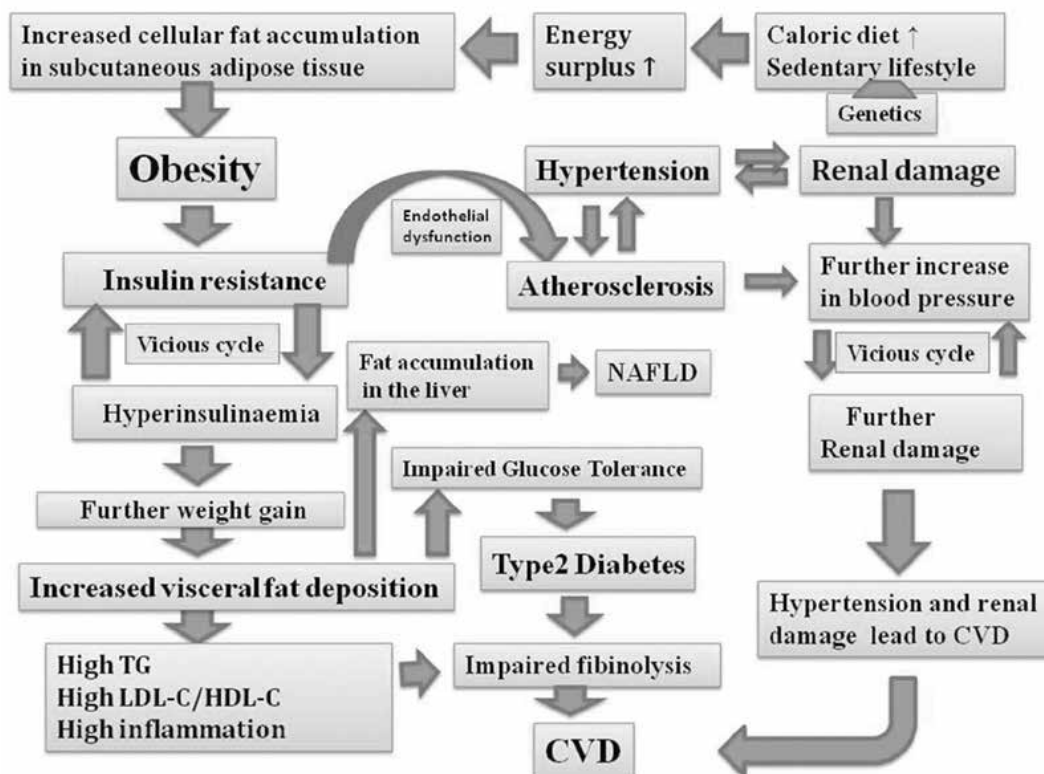 Increased cellular fat accumulation
in subcutaneous adipose tissue
Energy
surplus ↑
Caloric diet ↑
Sedentary lifestyle
Genetics
Obesity
Hypertension
Renal damage
Endothelial
dysfunction
Insulin resistance
Atherosclerosis
Further increase
in blood pressure
Vicious cycle
Fat accumulation
in the liver
NAFLD
Vicious cycle
Hyperinsulinaemia
Further
Renal damage
Impaired Glucose Tolerance
Further weight gain
Type2 Diabetes
Increased visceral fat deposition
Hypertension and renal
damage lead to CVD
High TG
High LDL-C/HDL-C
High inflammation
Impaired fibinolysis
CVD